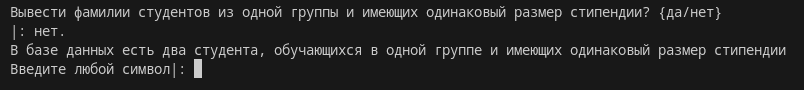 Вывести фамилии студентов из одной группы и имеющих одинаковый размер стипендии? {да/нет}
|: нет.
В базе данных есть два студента, обучающихся в одной группе и имеющих одинаковый размер стипендии
Введите любой символ|: